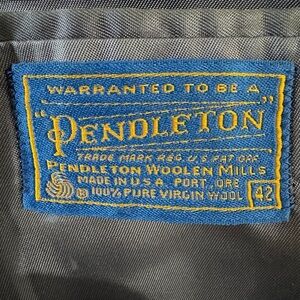 WARRANTED TO BE A
"PENDLETON"
TRADE MARK REG. U.S. PAT. OFF.
PENDLETON WOOLEN MILLS
MADE IN U.S.A. PORT., ORE.
100% PURE VIRGIN WOOL 42